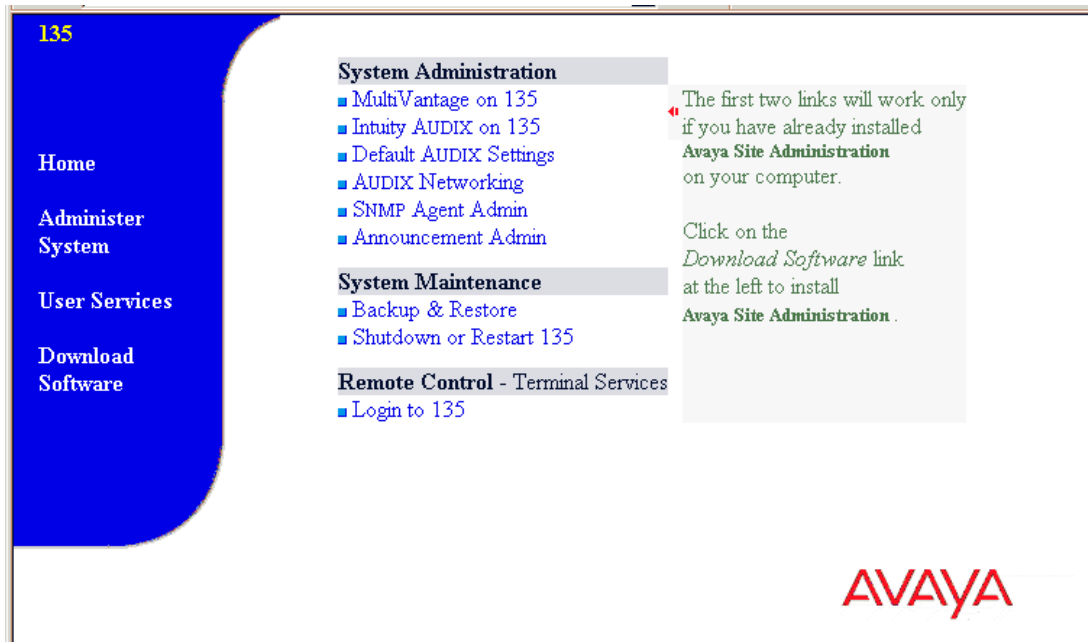 135
Home
Administer
System
User Services
Download
Software
System Administration
MultiVantage on 135
Intuity AUDIX on 135
Default AUDIX Settings
AUDIX Networking
SNMP Agent Admin
Announcement Admin
System Maintenance
Backup & Restore
Shutdown or Restart 135
Remote Control - Terminal Services
Login to 135
The first two links will work only
if you have already installed
Avaya Site Administration
on your computer.
Click on the
Download Software link
at the left to install
Avaya Site Administration .
AVAYA